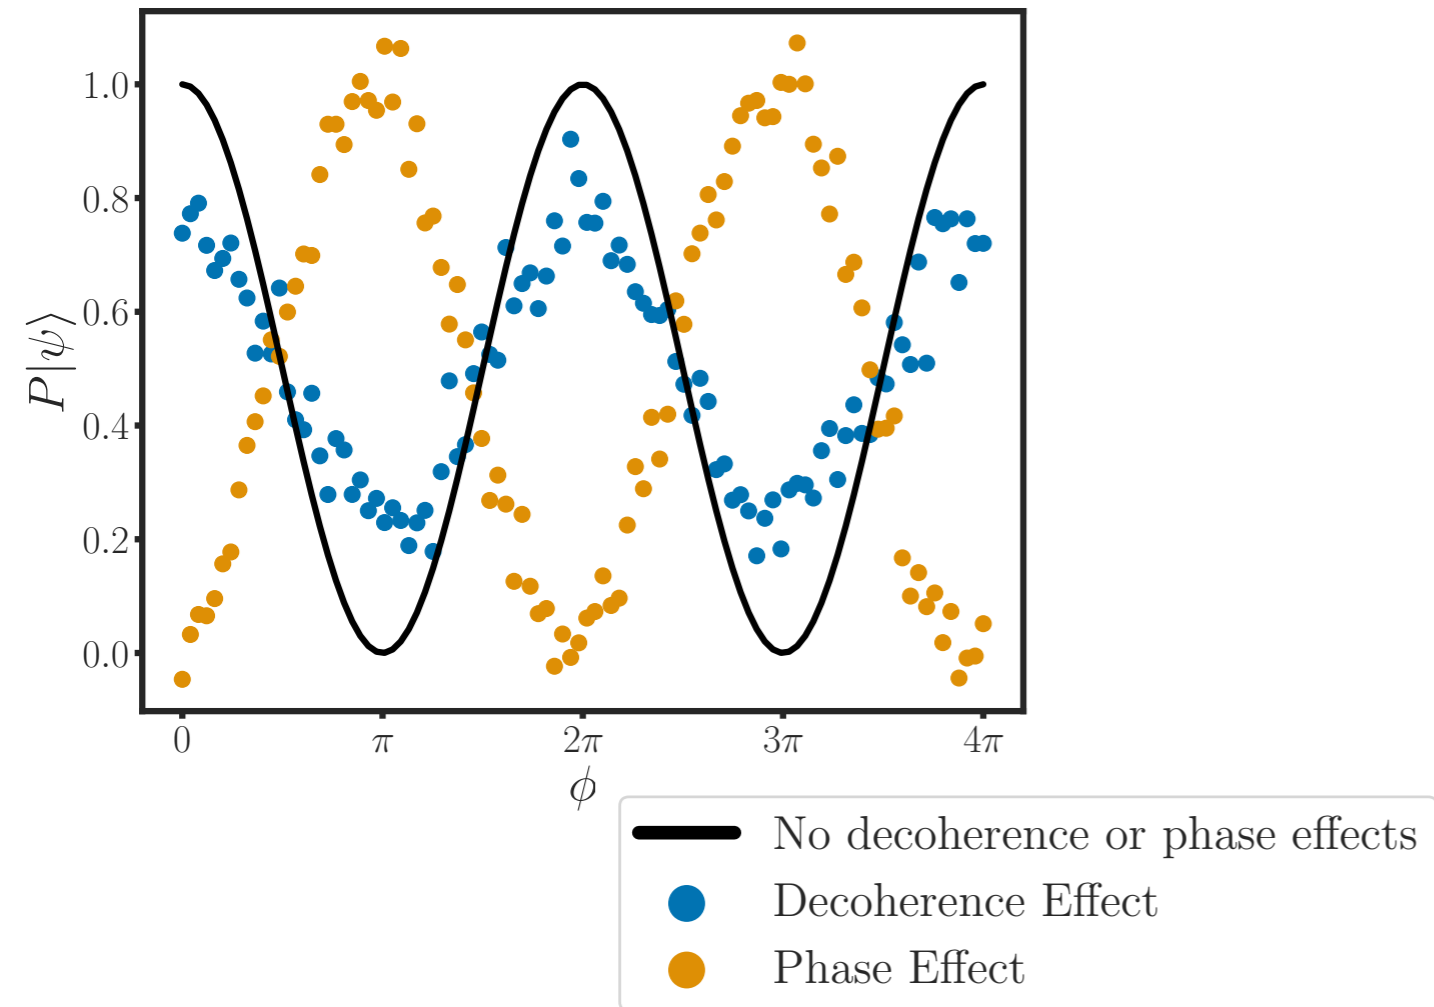 P|ψ⟩
1.0
0.8
0.6
0.4
0.2
0.0
0 π 2π 3π 4π
ϕ
No decoherence or phase effects
Decoherence Effect
Phase Effect